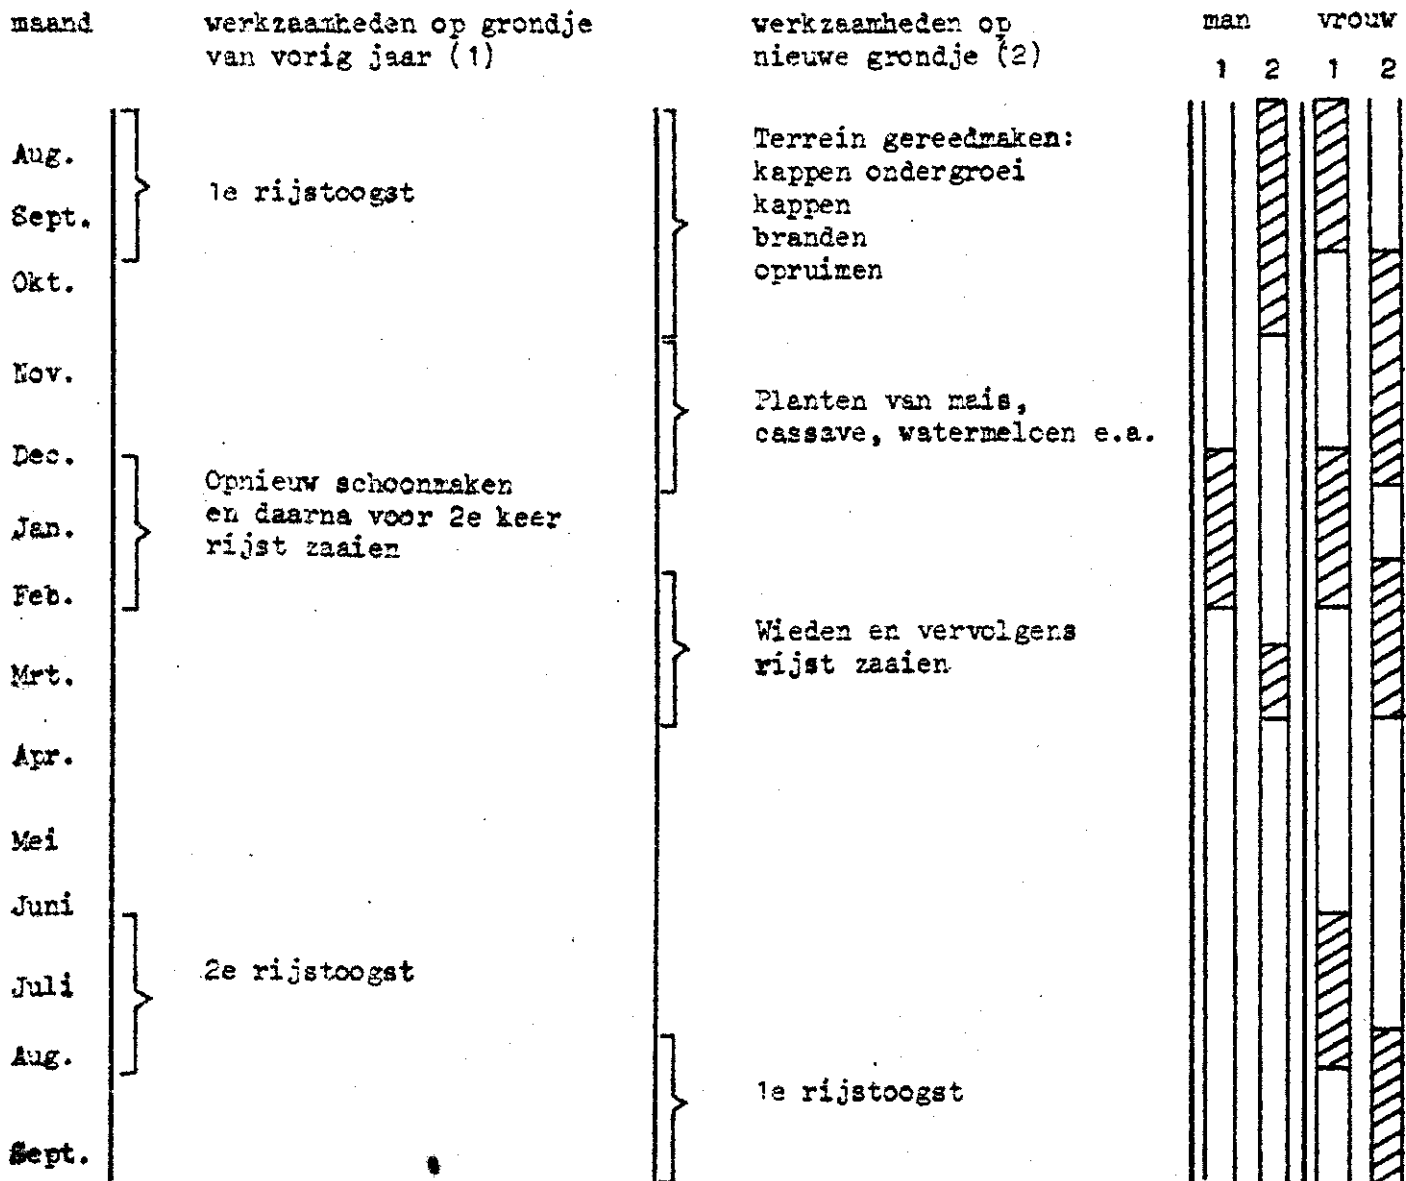 maand werkzaamheden op grondje werkzaamheden op man vrouw
van vorig jaar (1) nieuwe grondje (2)
1 2 1 2
Terrein gereedmaken:
Aug.
kappen ondergroei
1e rijstoogst
kappen
Sept.
branden
opruimen
Okt.
Nov.
Planten van mais,
cassave, watermeloen e.a.
Dec.
Opnieuw schoonmaken
en daarna voor 2e keer
Jan.
rijst zaaien
Feb.
Wieden en vervolgens
rijst zaaien
Mrt.
Apr.
Mei
Juni
2e rijstoogst
Juli
Aug.
1e rijstoogst
Sept.